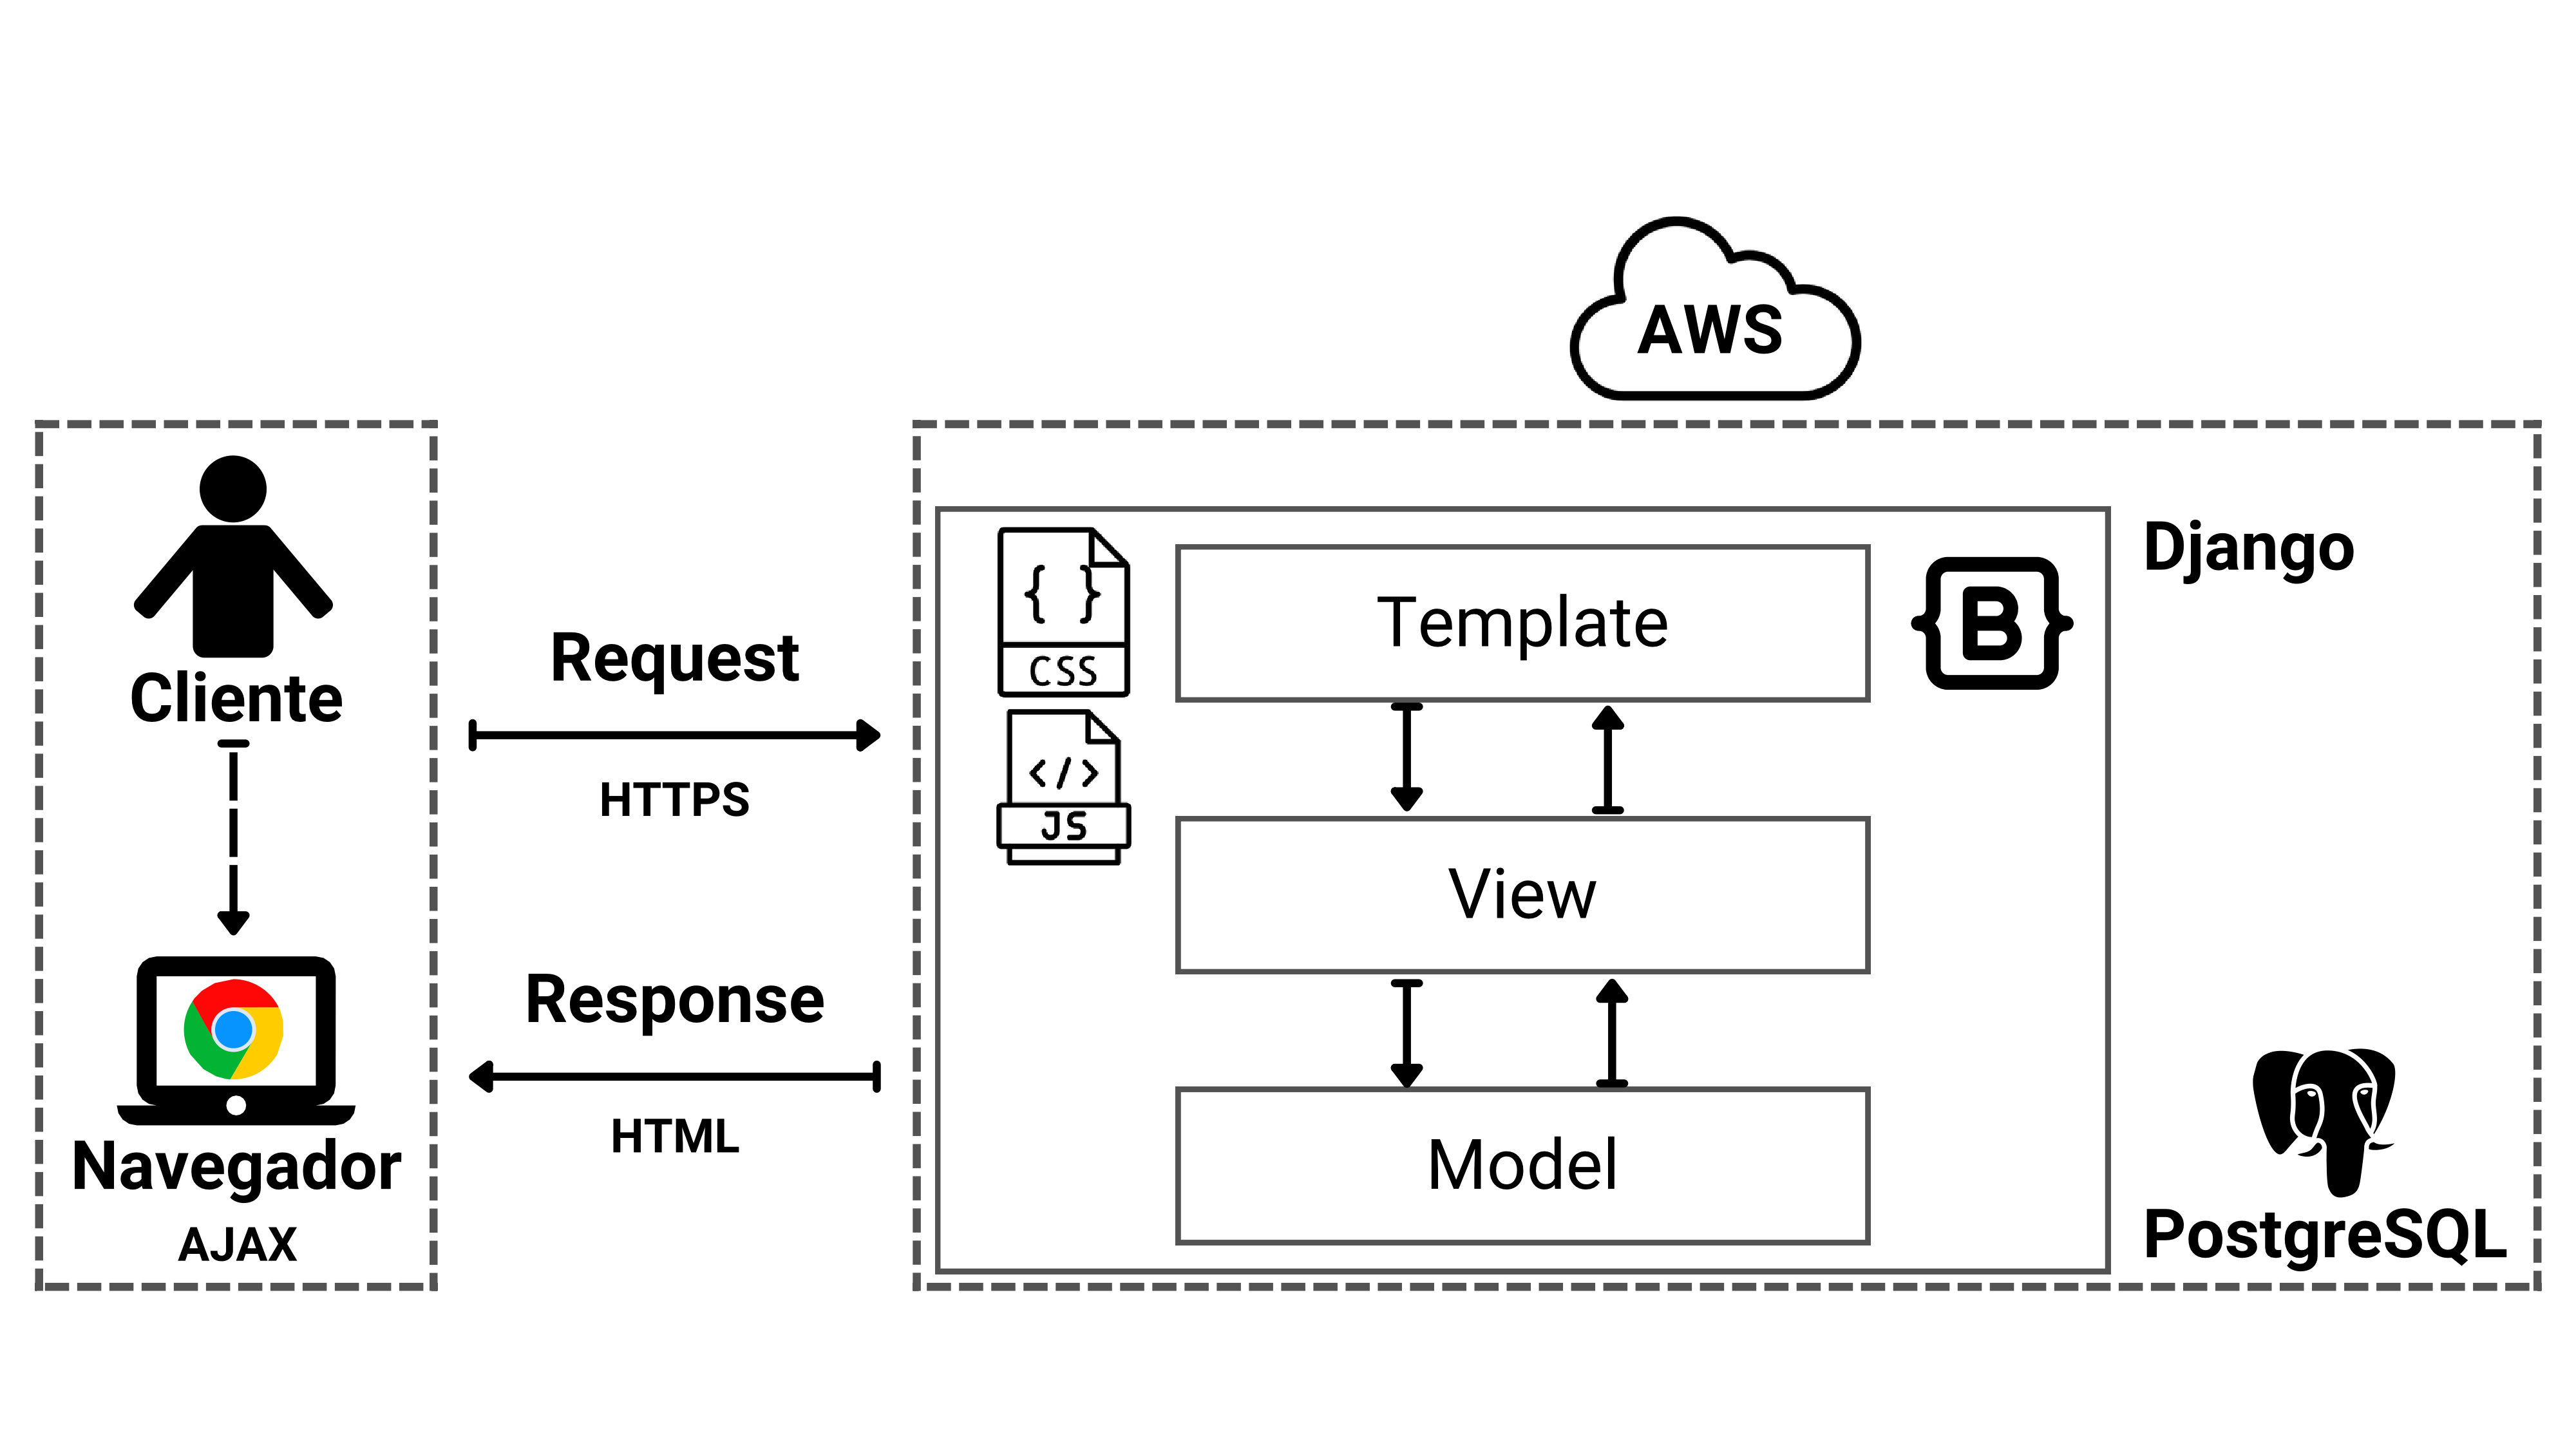 AWS
Cliente
Navegador
AJAX
Request
HTTPS
Response
HTML
{ }
CSS
</>
JS
Template
View
Model
{B}
Django
PostgreSQL